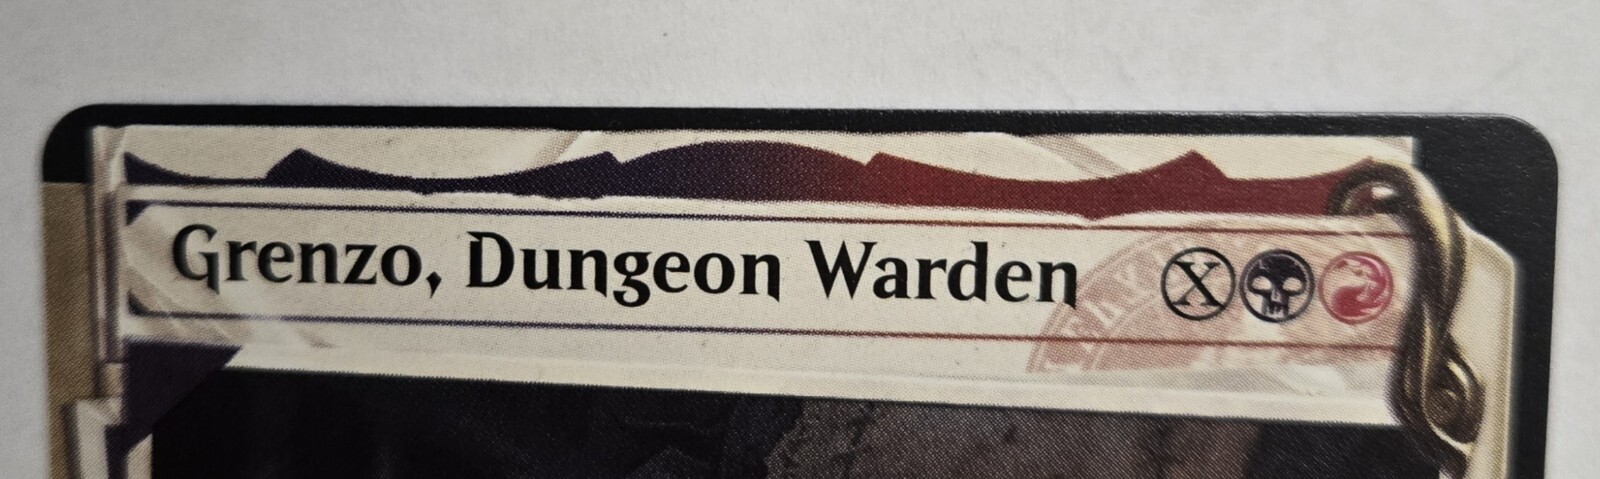 Grenzo, Dungeon Warden X